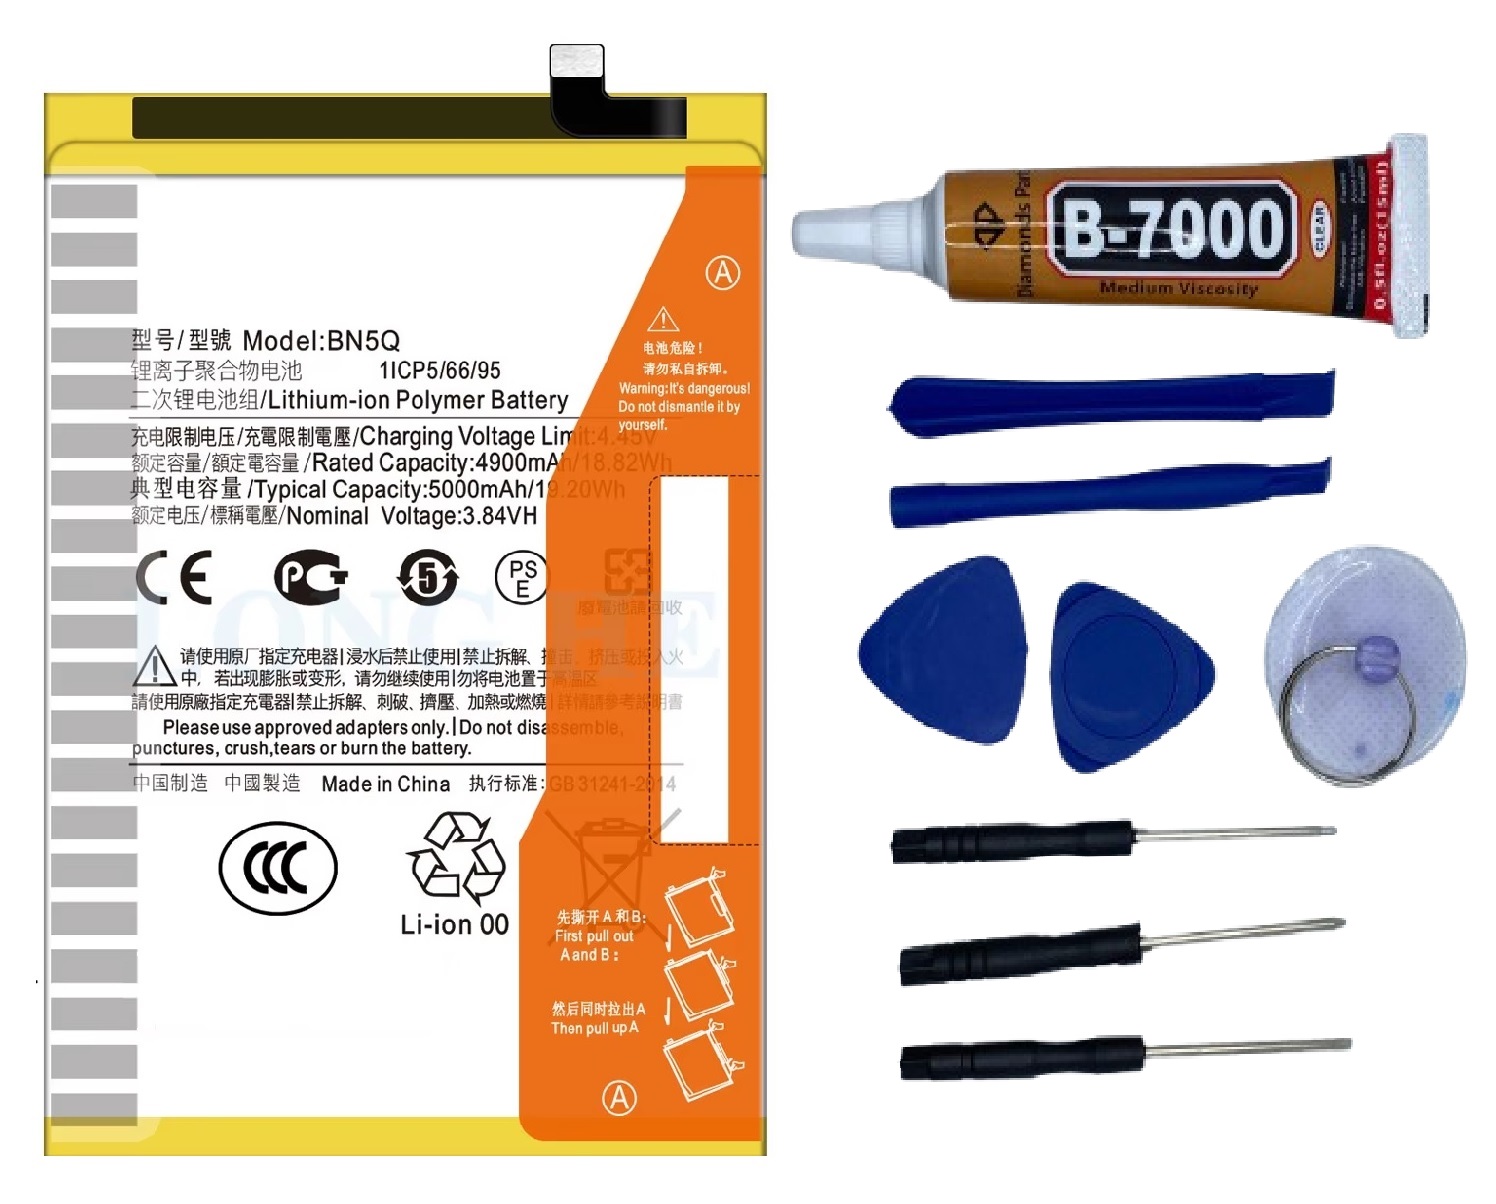 型号/型號 Model:BN5Q
锂离子聚合物电池 1ICP5/66/95
二次锂电池组/Lithium-ion Polymer Battery
充电限制电压/充電限制電壓/Charging Voltage Limit:4.45V
额定容量/額定電容量/Rated Capacity:4900mAh/18.82Wh
典型电容量/Typical Capacity:5000mAh/19.20Wh
额定电压/標稱電壓/Nominal Voltage:3.84VH
CE
PG
5
PS
E
廢電池請回收
LONG HE
请使用原厂指定充电器|浸水后禁止使用|禁止拆解、撞击、挤压或投入火
中，若出现膨胀或变形，请勿继续使用|勿将电池置于高温区
請使用原廠指定充電器|禁止拆解、刺破、擠壓、加熱或燃燒|詳情請參考說明書
Please use approved adapters only.|Do not disassemble,
punctures, crush,tears or burn the battery.
中国制造 中國製造 Made in China 执行标准:GB 31241-2014
CCC
Li-ion 00
A
电池危险！
请勿私自拆卸。
Warning:It's dangerous!
Do not dismantle it by
yourself.
先撕开A和B:
First pull out
A and B :
然后同时拉出A
Then pull up A
A
Diamonds Part
B-7000
CLEAR
Medium Viscosity
0.5fl.oz(15ml)